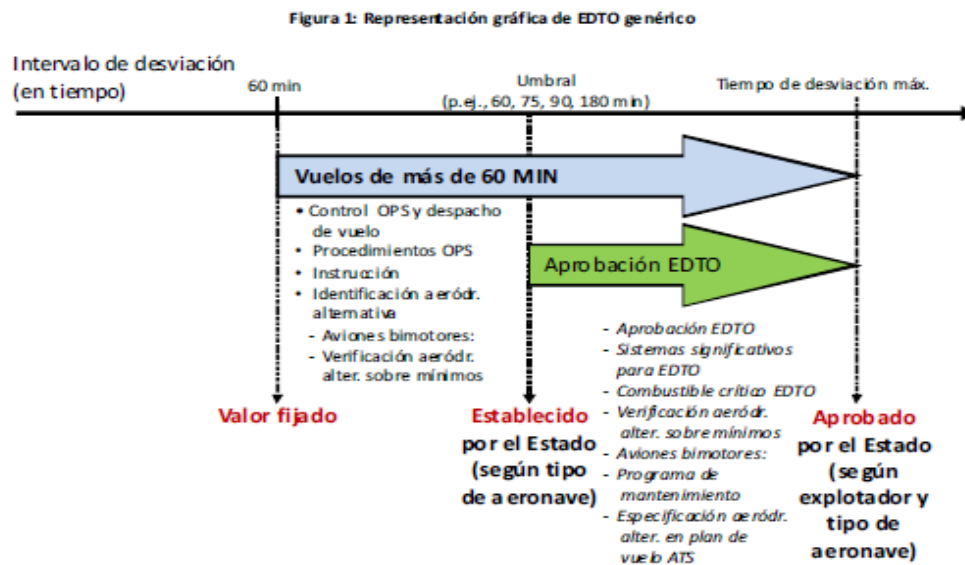 Figura 1: Representación gráfica de EDTO genérico
Intervalo de desviación
(en tiempo)
60 min
Umbral
(p.ej., 60, 75, 90, 180 min)
Tiempo de desviación máx.
Vuelos de más de 60 MIN
• Control OPS y despacho
de vuelo
• Procedimientos OPS
• Instrucción
• Identificación aeródr.
alternativa
- Aviones bimotores:
- Verificación aeródr.
alter. sobre mínimos
Aprobación EDTO
- Aprobación EDTO
- Sistemas significativos
para EDTO
- Combustible crítico EDTO
- Verificación aeródr.
alter. sobre mínimos
- Aviones bimotores:
- Programa de
mantenimiento
- Especificación aeródr.
alter. en plan de
vuelo ATS
Valor fijado
Establecido
por el Estado
(según tipo
de aeronave)
Aprobado
por el Estado
(según
explotador y
tipo de
aeronave)